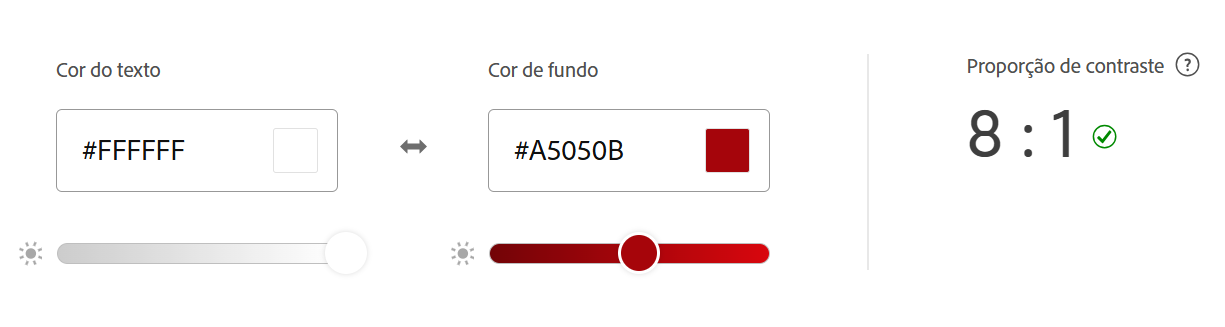 Cor do texto
#FFFFFF
Cor de fundo
#A5050B
Proporção de contraste ?
8 : 1